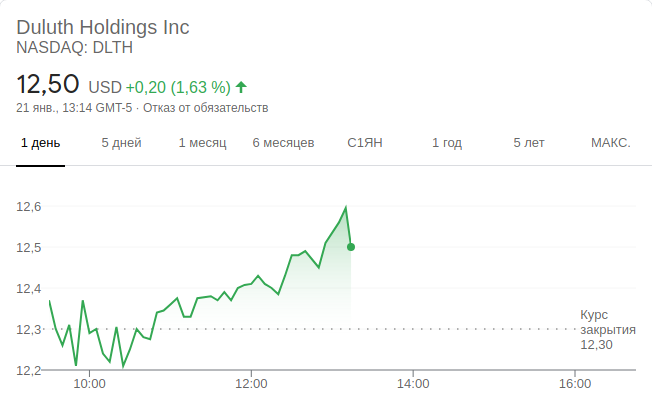 Duluth Holdings Inc
NASDAQ: DLTH
12,50 USD +0,20 (1,63 %)
21 янв., 13:14 GMT-5 · Отказ от обязательств
1 день 5 дней 1 месяц 6 месяцев С1ЯН 1 год 5 лет МАКС.
12,6
12,5
12,4
12,3
12,2
Курс
закрытия
12,30
10:00 12:00 14:00 16:00